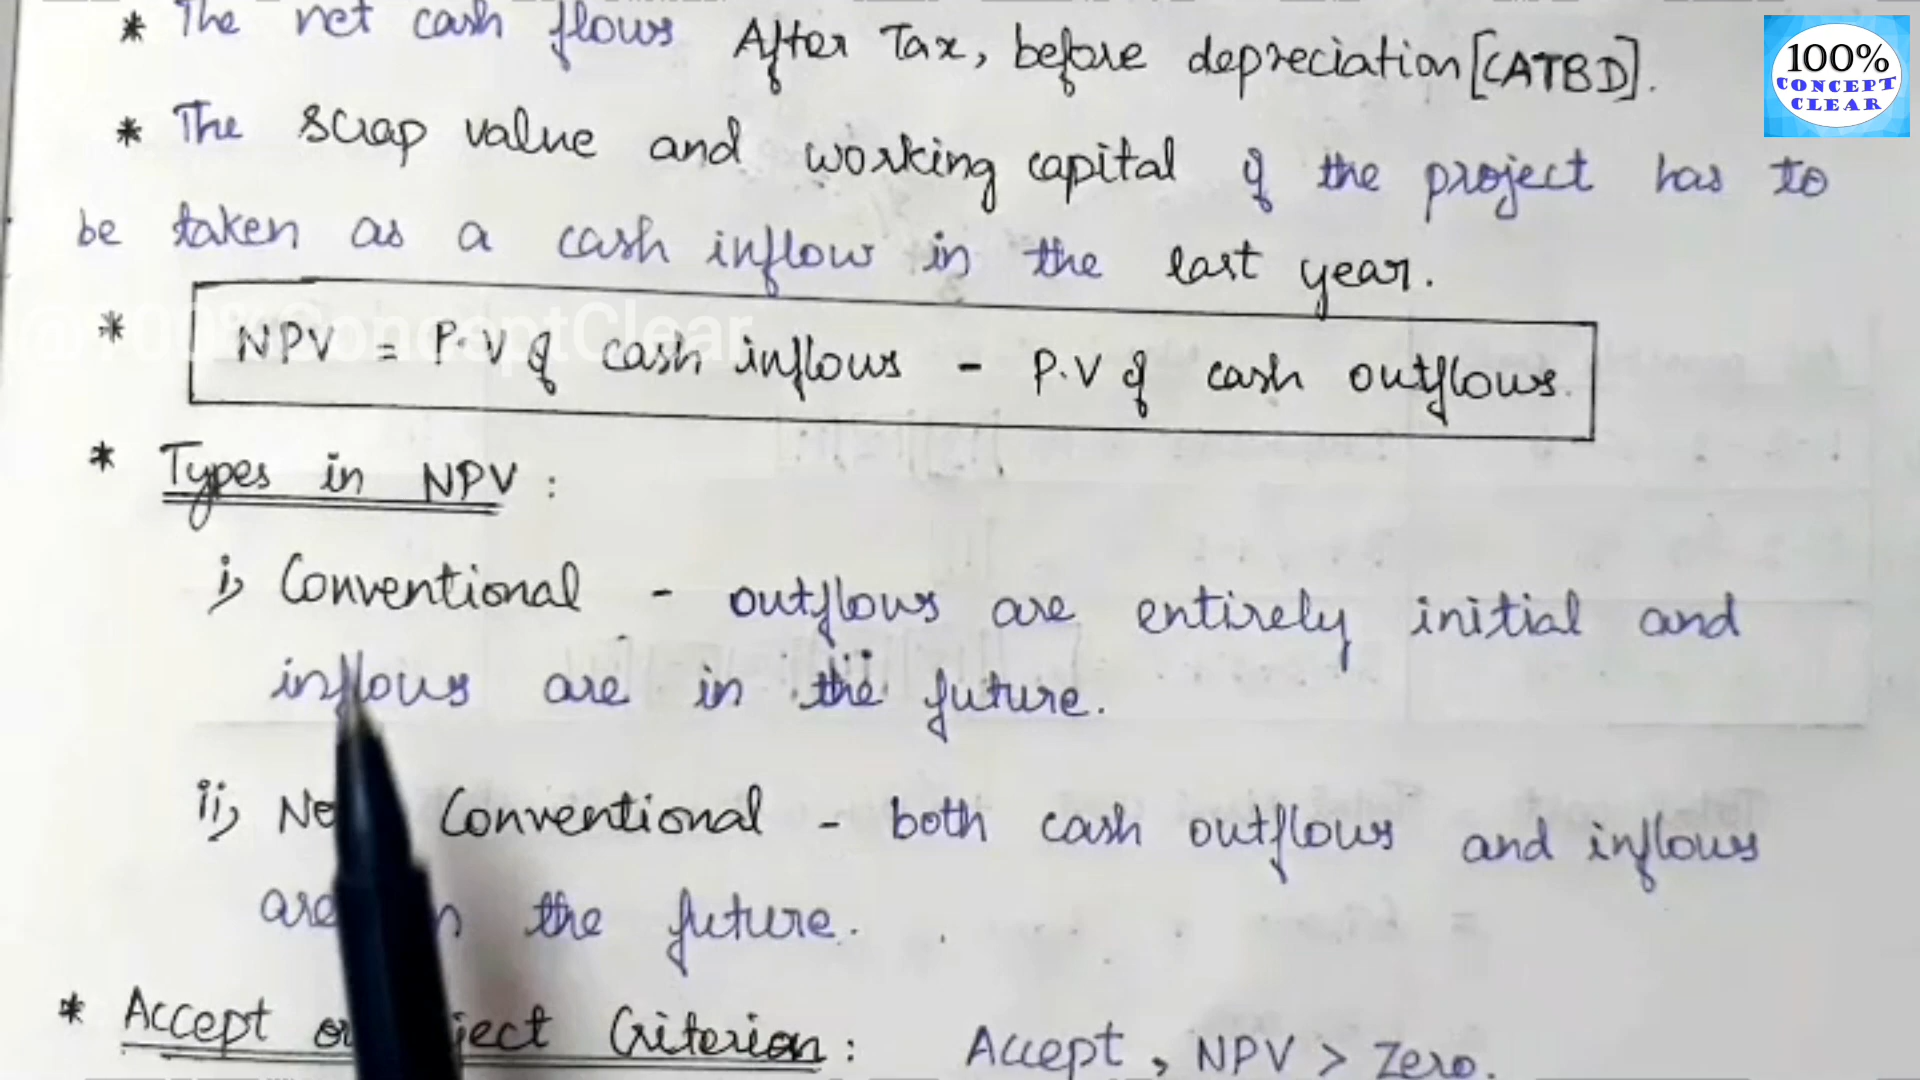 * The net cash flows After Tax, before depreciation [CATBD].
* The scrap value and working capital of the project has to
be taken as a cash inflow in the last year.
* NPV = P.V of cash inflows - P.V of cash outflows.
* Types in NPV :
i) Conventional - outflows are entirely initial and
inflows are in the future.
ii) Conventional - both cash outflows and inflows
are the future.
* Accept Criterion : Accept, NPV > Zero.
100%
CONCEPT
CLEAR
@100%ConceptClear